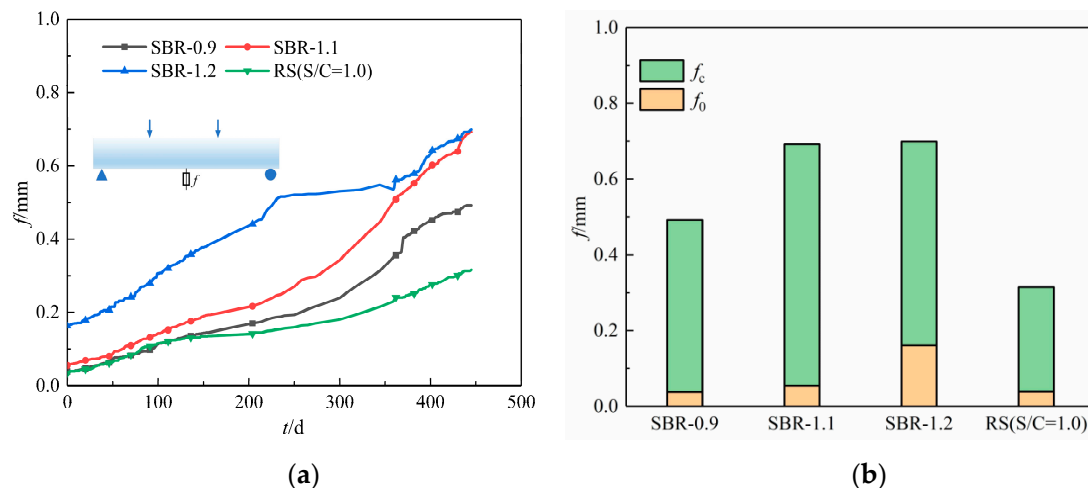 1.0
0.8
0.6
0.4
0.2
0.0
f/mm
SBR-0.9 SBR-1.1
SBR-1.2 RS(S/C=1.0)
f
0 100 200 300 400 500
t/d
(a)
1.0
0.8
0.6
0.4
0.2
0.0
f/mm
fc
f0
SBR-0.9 SBR-1.1 SBR-1.2 RS(S/C=1.0)
(b)